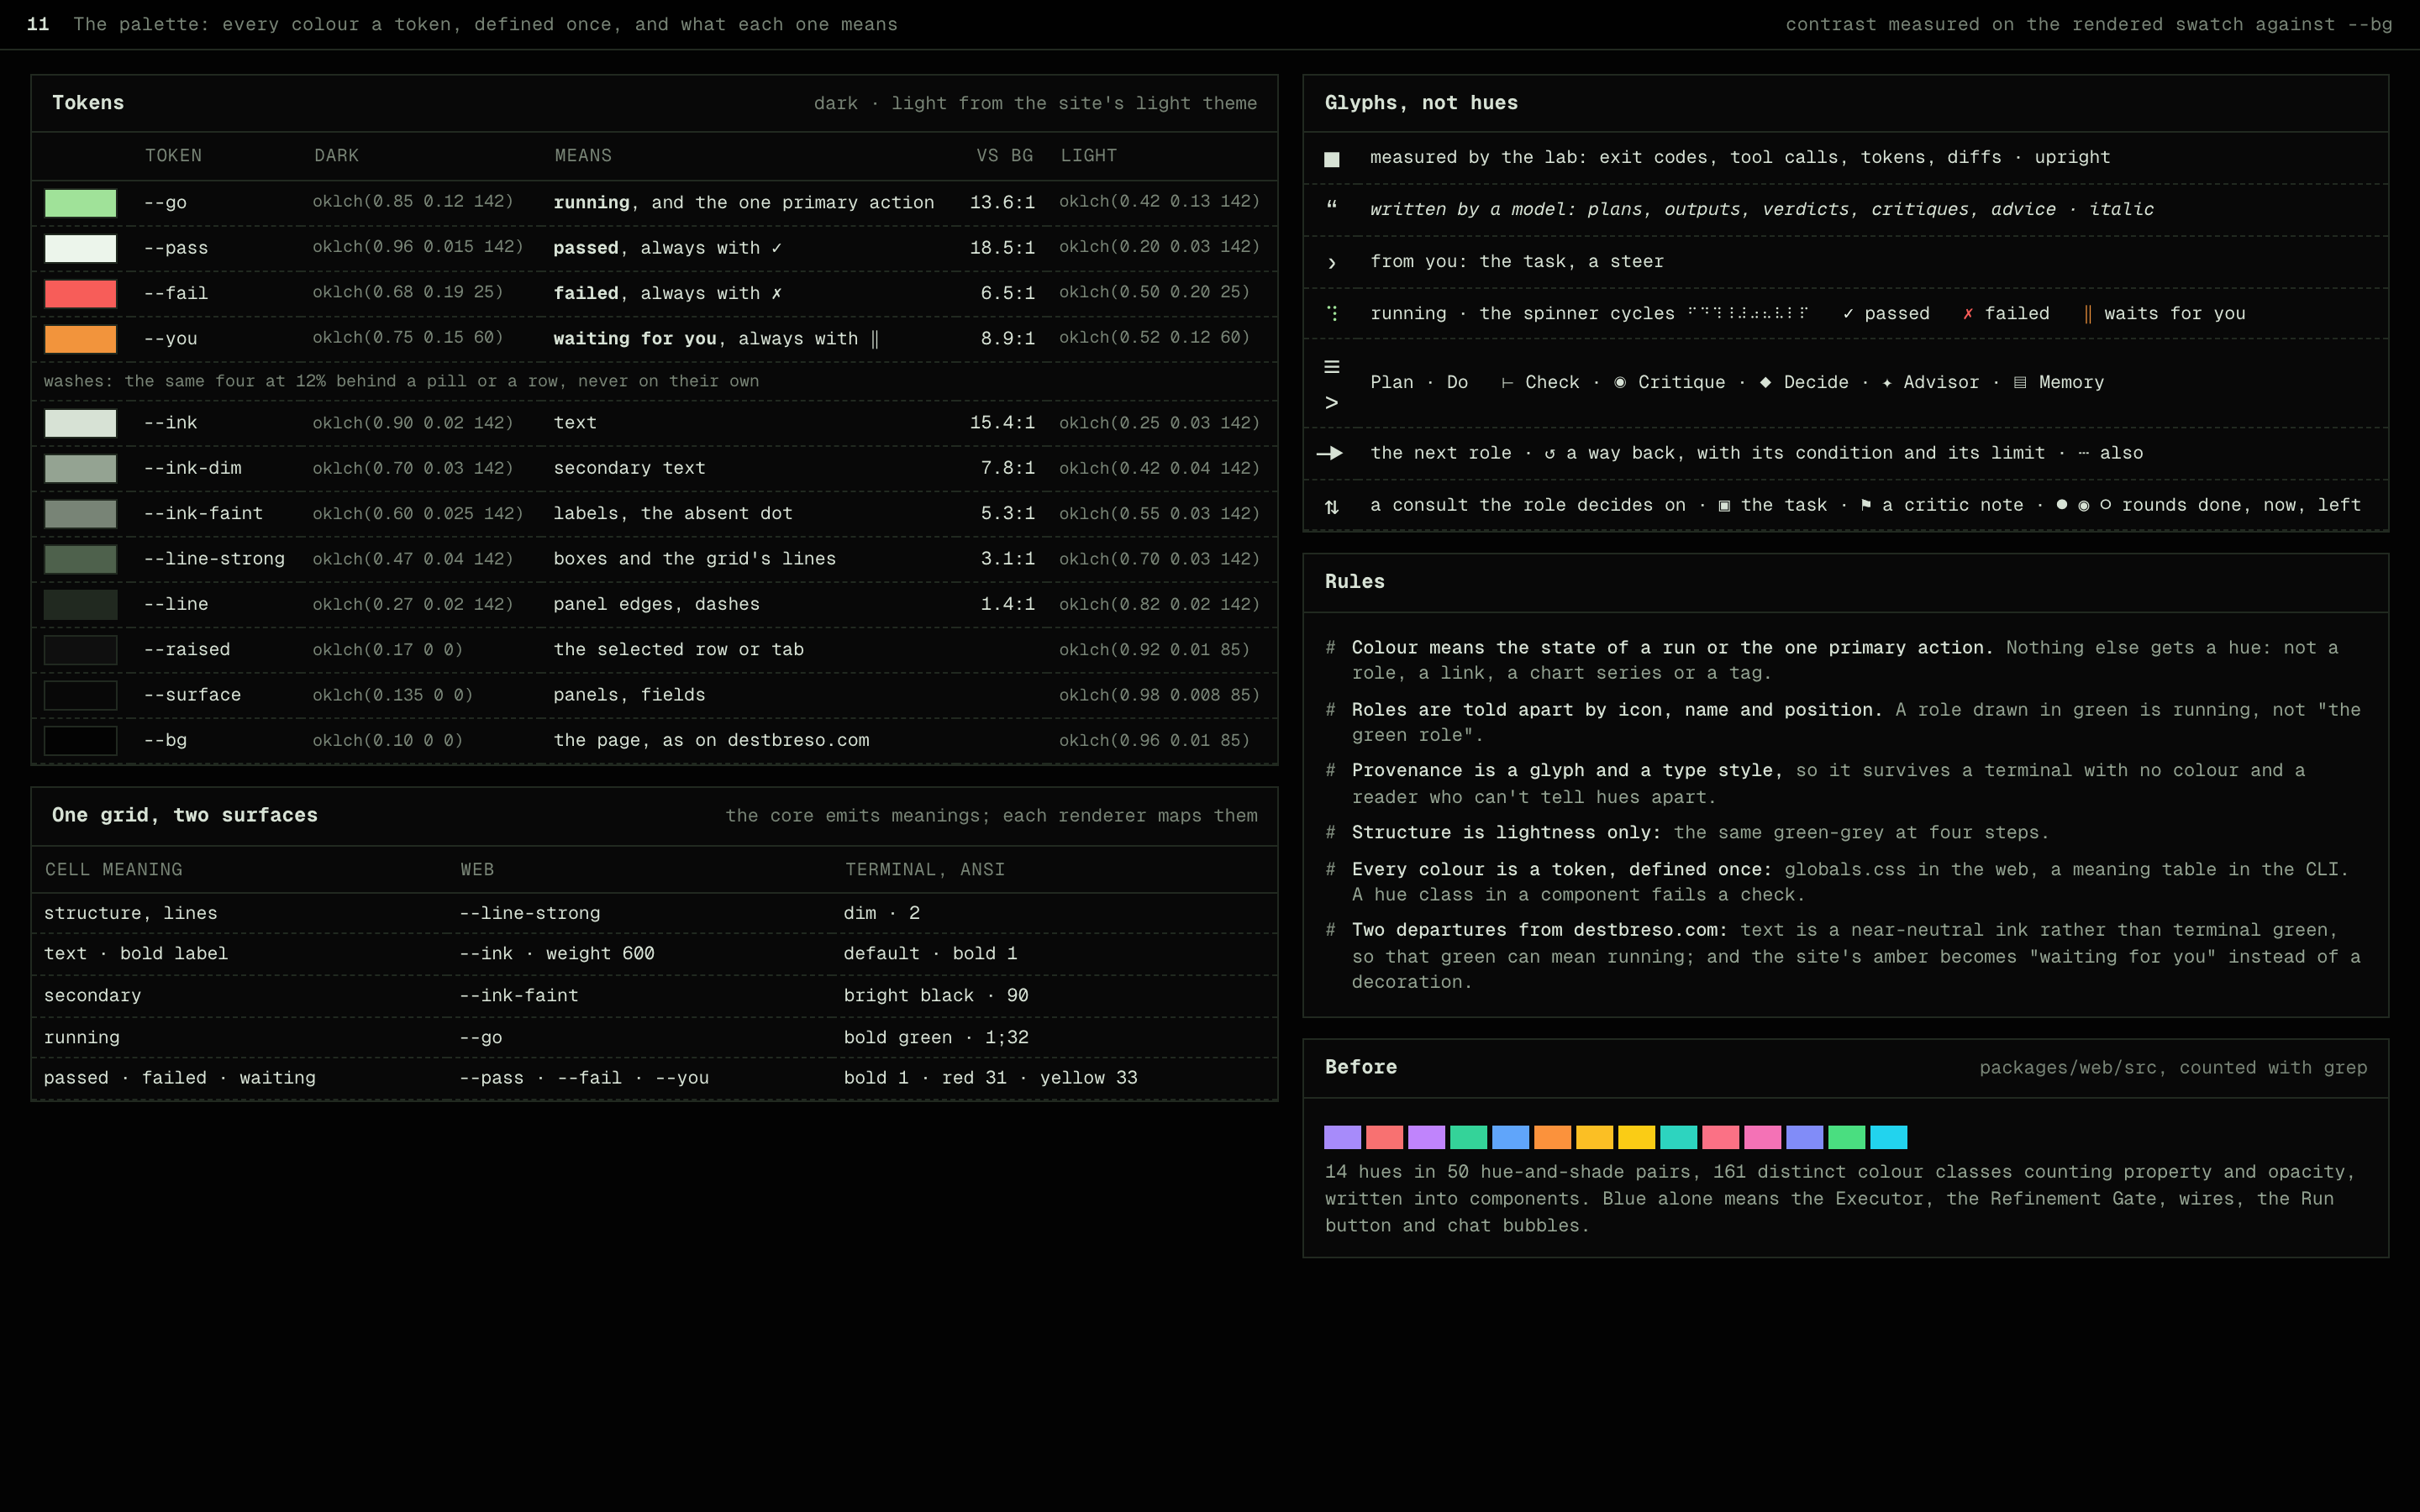 11 The palette: every colour a token, defined once, and what each one means
contrast measured on the rendered swatch against --bg
Tokens
dark · light from the site's light theme
TOKEN DARK MEANS VS BG LIGHT
--go oklch(0.85 0.12 142) running, and the one primary action 13.6:1 oklch(0.42 0.13 142)
--pass oklch(0.96 0.015 142) passed, always with ✓ 18.5:1 oklch(0.20 0.03 142)
--fail oklch(0.68 0.19 25) failed, always with ✗ 6.5:1 oklch(0.50 0.20 25)
--you oklch(0.75 0.15 60) waiting for you, always with ‖ 8.9:1 oklch(0.52 0.12 60)
washes: the same four at 12% behind a pill or a row, never on their own
--ink oklch(0.90 0.02 142) text 15.4:1 oklch(0.25 0.03 142)
--ink-dim oklch(0.70 0.03 142) secondary text 7.8:1 oklch(0.42 0.04 142)
--ink-faint oklch(0.60 0.025 142) labels, the absent dot 5.3:1 oklch(0.55 0.03 142)
--line-strong oklch(0.47 0.04 142) boxes and the grid's lines 3.1:1 oklch(0.70 0.03 142)
--line oklch(0.27 0.02 142) panel edges, dashes 1.4:1 oklch(0.82 0.02 142)
--raised oklch(0.17 0 0) the selected row or tab oklch(0.92 0.01 85)
--surface oklch(0.135 0 0) panels, fields oklch(0.98 0.008 85)
--bg oklch(0.10 0 0) the page, as on destbreso.com oklch(0.96 0.01 85)
One grid, two surfaces
the core emits meanings; each renderer maps them
CELL MEANING WEB TERMINAL, ANSI
structure, lines --line-strong dim · 2
text · bold label --ink · weight 600 default · bold 1
secondary --ink-faint bright black · 90
running --go bold green · 1;32
passed · failed · waiting --pass · --fail · --you bold 1 · red 31 · yellow 33
Glyphs, not hues
■ measured by the lab: exit codes, tool calls, tokens, diffs · upright
“ written by a model: plans, outputs, verdicts, critiques, advice · italic
› from you: the task, a steer
⠹ running · the spinner cycles ⠋⠙⠹⠸⠼⠴⠦⠧⠇⠏ ✓ passed ✗ failed ‖ waits for you
≡
> Plan · Do ⊢ Check · ◉ Critique · ◆ Decide · ✦ Advisor · ▤ Memory
─▶ the next role · ↺ a way back, with its condition and its limit · ┄ also
⇅ a consult the role decides on · ▣ the task · ⚑ a critic note · ● ◉ ○ rounds done, now, left
Rules
# Colour means the state of a run or the one primary action. Nothing else gets a hue: not a
role, a link, a chart series or a tag.
# Roles are told apart by icon, name and position. A role drawn in green is running, not "the
green role".
# Provenance is a glyph and a type style, so it survives a terminal with no colour and a
reader who can't tell hues apart.
# Structure is lightness only: the same green-grey at four steps.
# Every colour is a token, defined once: globals.css in the web, a meaning table in the CLI.
A hue class in a component fails a check.
# Two departures from destbreso.com: text is a near-neutral ink rather than terminal green,
so that green can mean running; and the site's amber becomes "waiting for you" instead of a
decoration.
Before
packages/web/src, counted with grep
14 hues in 50 hue-and-shade pairs, 161 distinct colour classes counting property and opacity,
written into components. Blue alone means the Executor, the Refinement Gate, wires, the Run
button and chat bubbles.